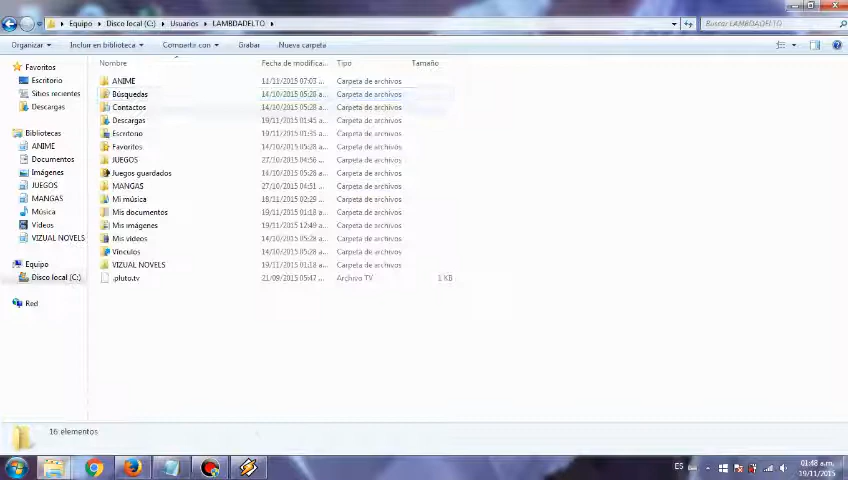 Equipo ▸ Disco local (C:) ▸ Usuarios ▸ LAMBDADELTO ▸
Buscar LAMBDADELTO
Organizar Incluir en biblioteca Compartir con Grabar Nueva carpeta
Nombre Fecha de modifica... Tipo Tamaño
Favoritos
Escritorio
Sitios recientes
Descargas
Bibliotecas
ANIME
Documentos
Imágenes
JUEGOS
MANGAS
Música
Vídeos
VIZUAL NOVELS
Equipo
Disco local (C:)
Red
ANIME 11/11/2015 07:03 ... Carpeta de archivos
Búsquedas 14/10/2015 05:28 a... Carpeta de archivos
Contactos 14/10/2015 05:28 a... Carpeta de archivos
Descargas 19/11/2015 01:45 a... Carpeta de archivos
Escritorio 19/11/2015 01:35 a... Carpeta de archivos
Favoritos 14/10/2015 05:28 a... Carpeta de archivos
JUEGOS 27/10/2015 04:56 ... Carpeta de archivos
Juegos guardados 14/10/2015 05:28 a... Carpeta de archivos
MANGAS 27/10/2015 04:51 ... Carpeta de archivos
Mi música 18/11/2015 02:29 ... Carpeta de archivos
Mis documentos 19/11/2015 01:18 a... Carpeta de archivos
Mis imágenes 19/11/2015 12:49 ... Carpeta de archivos
Mis vídeos 14/10/2015 05:28 a... Carpeta de archivos
Vínculos 14/10/2015 05:28 a... Carpeta de archivos
VIZUAL NOVELS 19/11/2015 01:18 a... Carpeta de archivos
.pluto.tv 21/09/2015 05:47 ... Archivo TV 1 KB
16 elementos
ES
01:48 a.m.
19/11/2015